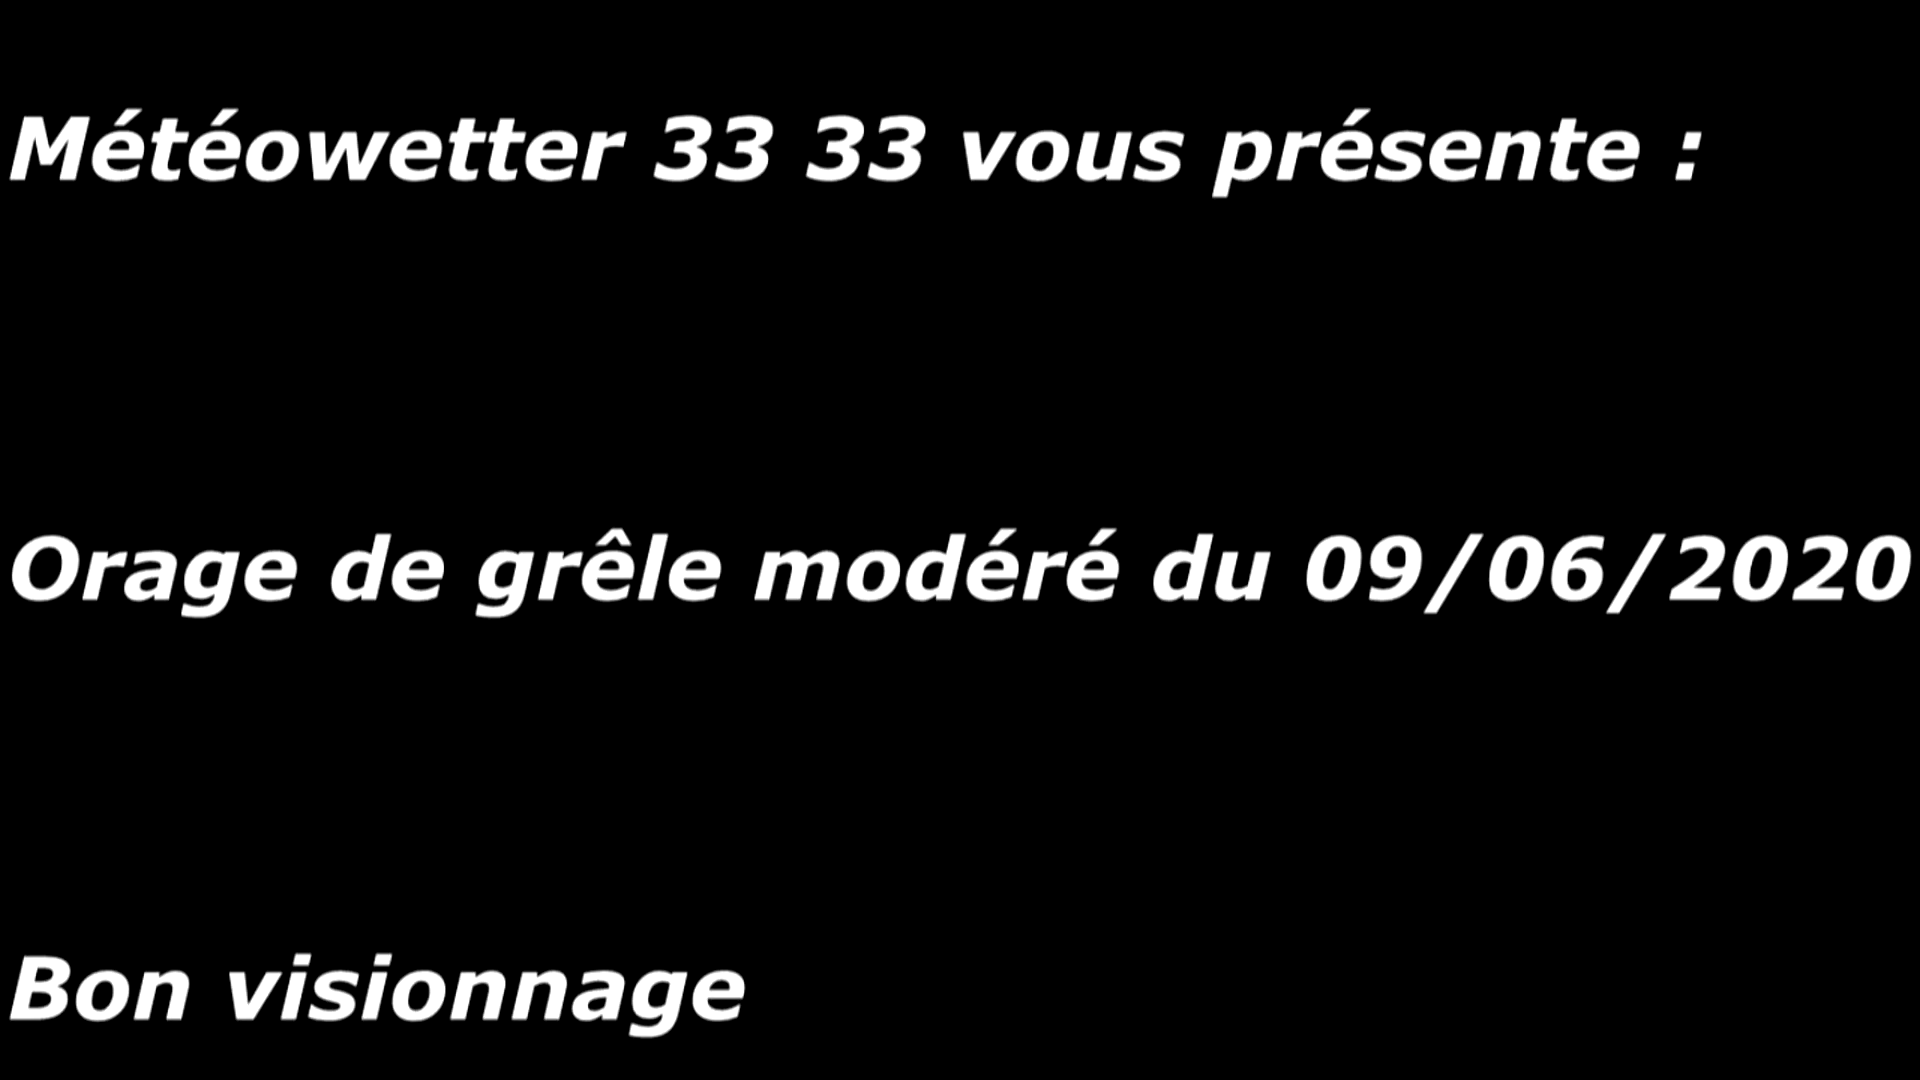 Météowetter 33 33 vous présente :
Orage de grêle modéré du 09/06/2020
Bon visionnage